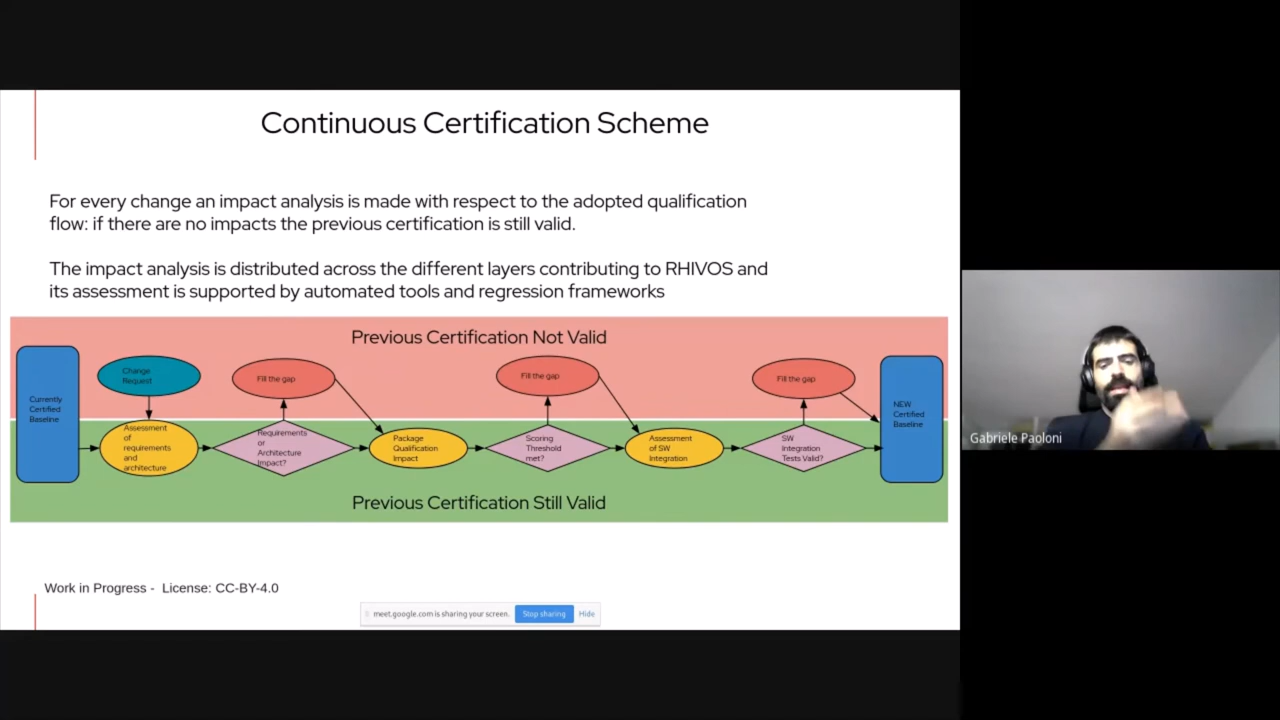 Continuous Certification Scheme
For every change an impact analysis is made with respect to the adopted qualification
flow: if there are no impacts the previous certification is still valid.
The impact analysis is distributed across the different layers contributing to RHIVOS and
its assessment is supported by automated tools and regression frameworks
Previous Certification Not Valid
Currently
Certified
Baseline
Change
Request
Fill the gap
Fill the gap
Fill the gap
NEW
Certified
Baseline
Assessment
of
requirements
and
architecture
Requirements
or
Architecture
Impact?
Package
Qualification
Impact
Scoring
Threshold
met?
Assessment
of SW
Integration
SW
Integration
Tests Valid?
Previous Certification Still Valid
Work in Progress - License: CC-BY-4.0
meet.google.com is sharing your screen.
Stop sharing
Hide
Gabriele Paoloni